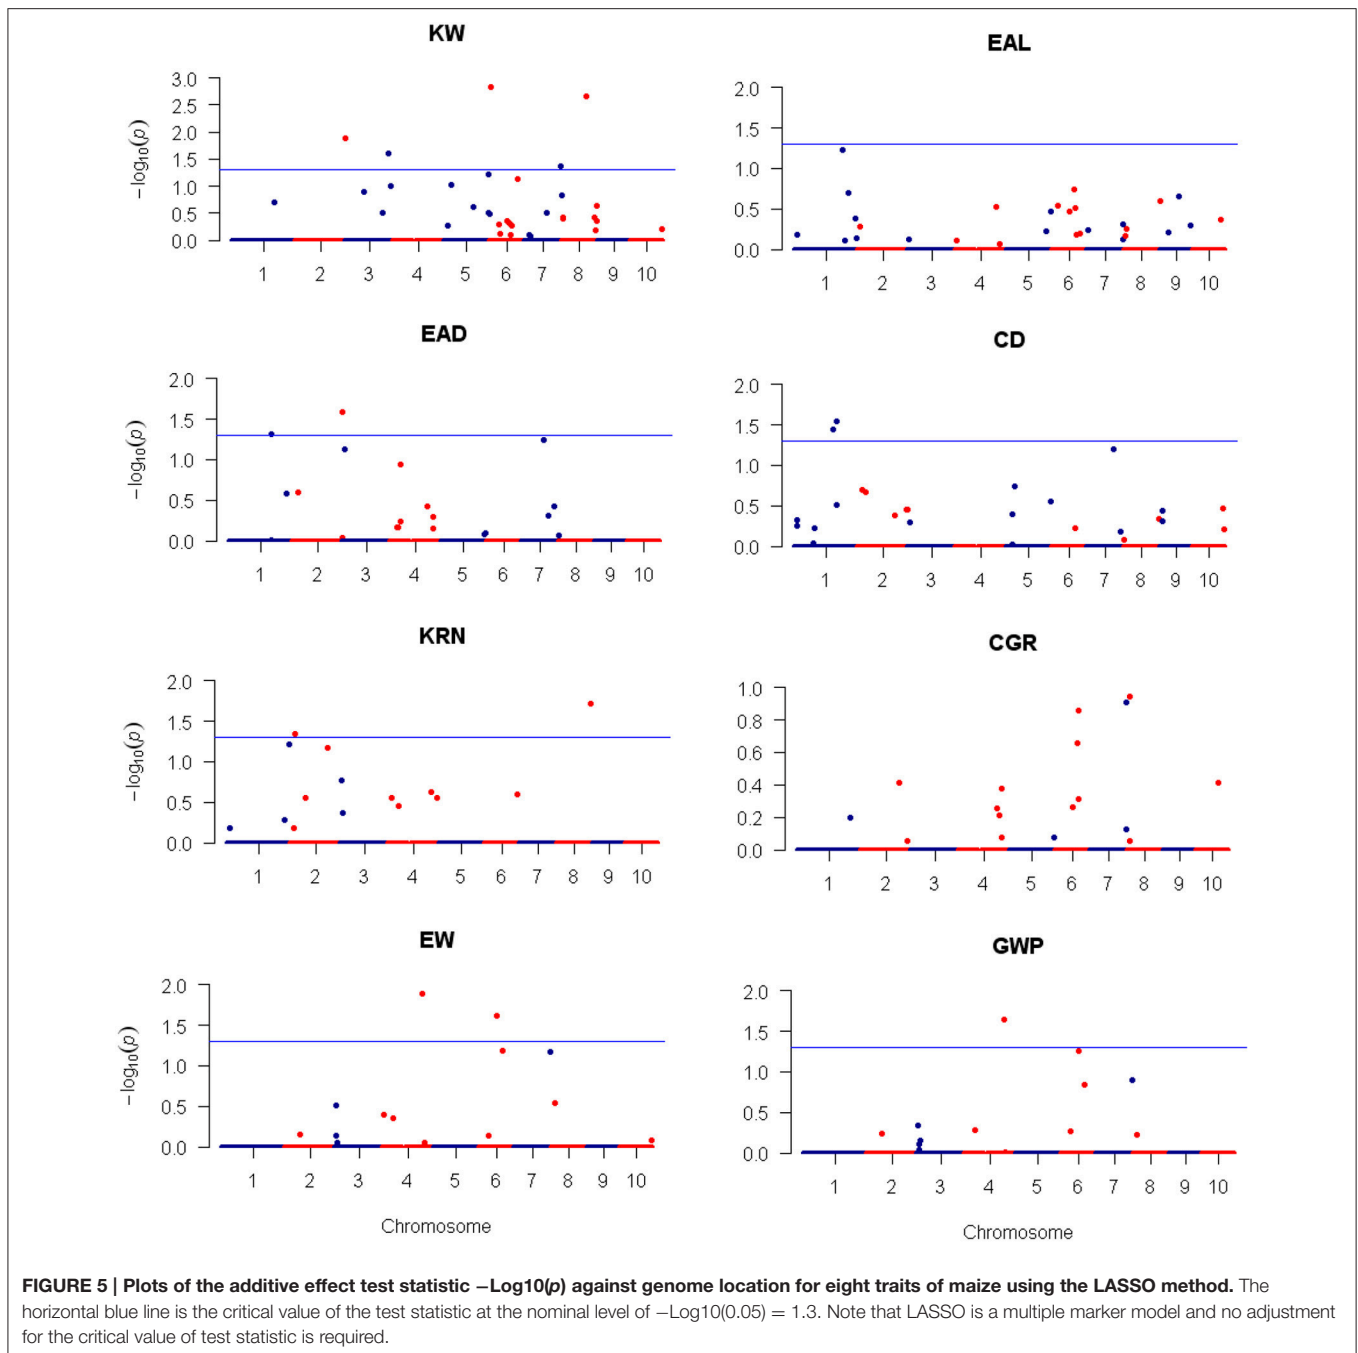 KW
−log10(p)
3.0
2.5
2.0
1.5
1.0
0.5
0.0
1 2 3 4 5 6 7 8 9 10
EAL
2.0
1.5
1.0
0.5
0.0
1 2 3 4 5 6 7 8 9 10
EAD
−log10(p)
2.0
1.5
1.0
0.5
0.0
1 2 3 4 5 6 7 8 9 10
CD
2.0
1.5
1.0
0.5
0.0
1 2 3 4 5 6 7 8 9 10
KRN
−log10(p)
2.0
1.5
1.0
0.5
0.0
1 2 3 4 5 6 7 8 9 10
CGR
1.0
0.8
0.6
0.4
0.2
0.0
1 2 3 4 5 6 7 8 9 10
EW
−log10(p)
2.0
1.5
1.0
0.5
0.0
1 2 3 4 5 6 7 8 9 10
Chromosome
GWP
2.0
1.5
1.0
0.5
0.0
1 2 3 4 5 6 7 8 9 10
Chromosome
FIGURE 5 | Plots of the additive effect test statistic −Log10(p) against genome location for eight traits of maize using the LASSO method. The
horizontal blue line is the critical value of the test statistic at the nominal level of −Log10(0.05) = 1.3. Note that LASSO is a multiple marker model and no adjustment
for the critical value of test statistic is required.